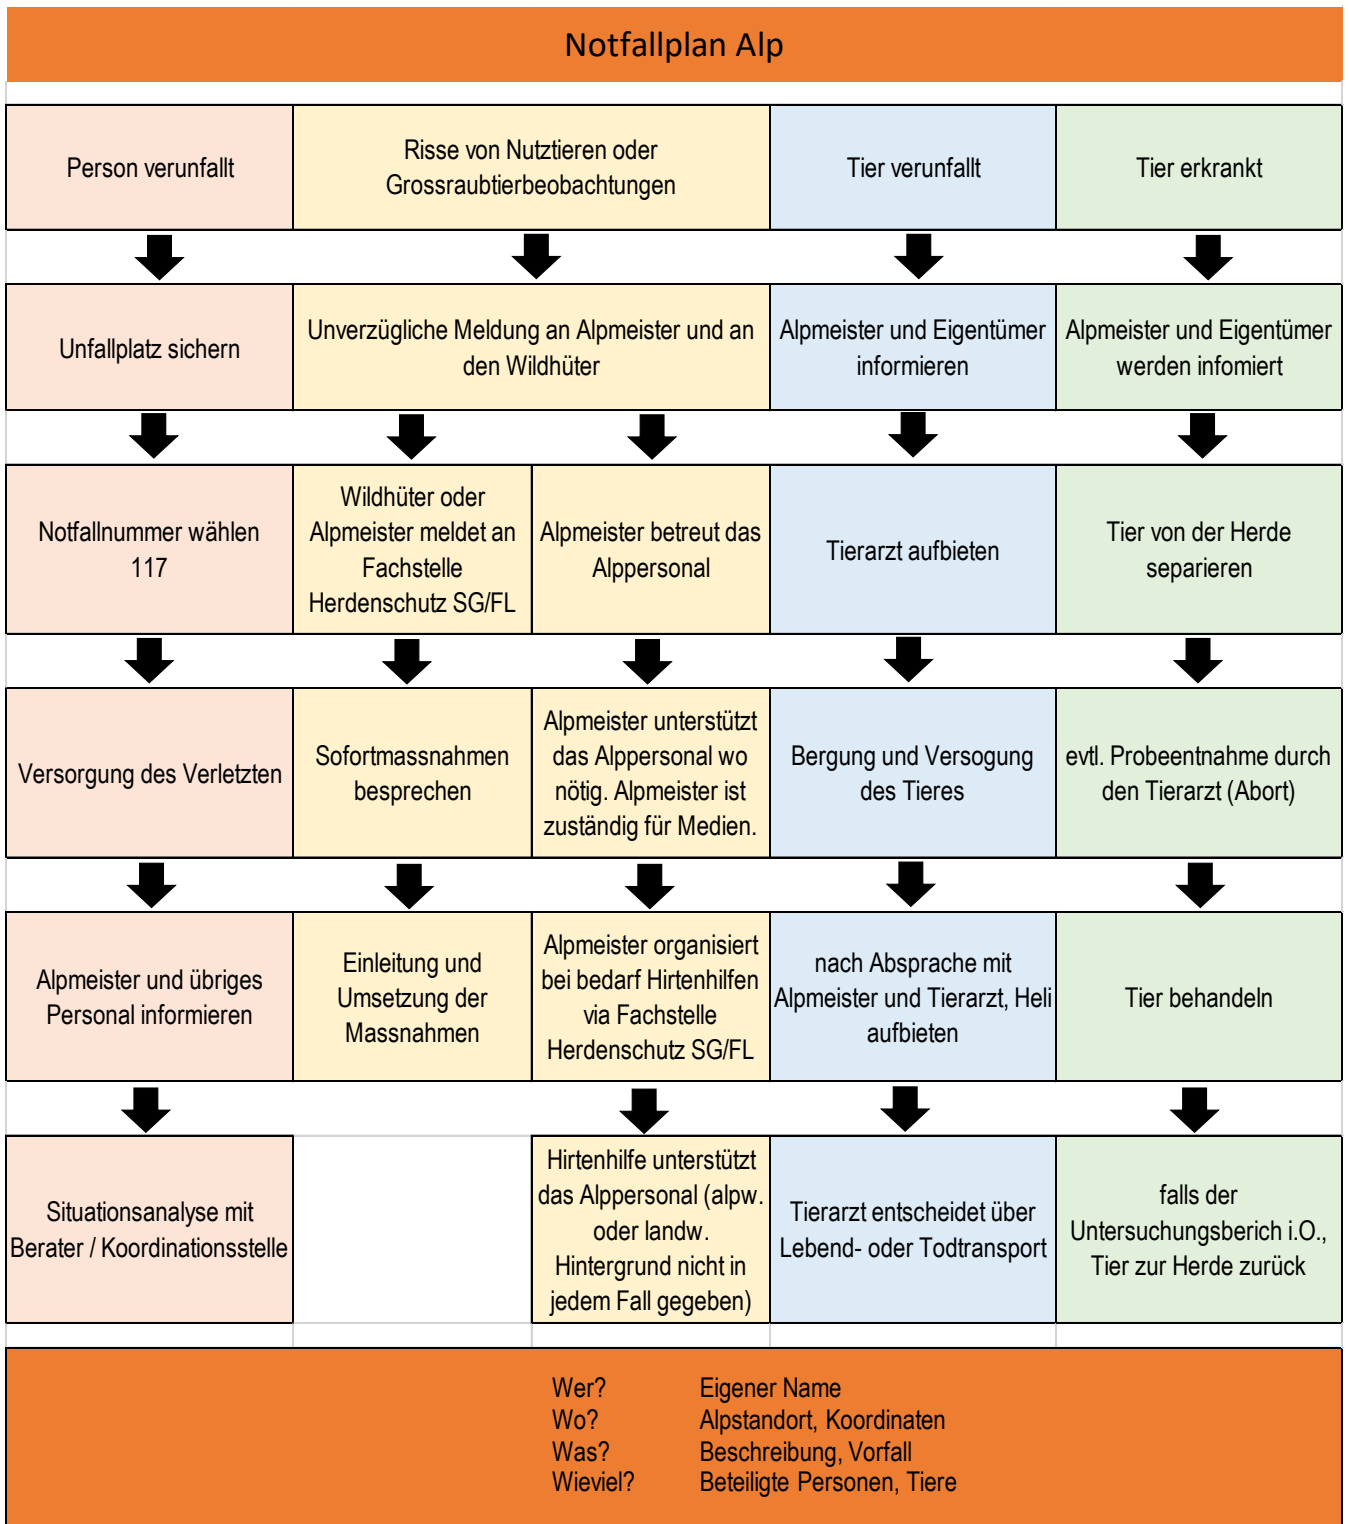 Notfallplan Alp
Person verunfallt
Risse von Nutztieren oder
Grossraubtierbeobachtungen
Tier verunfallt
Tier erkrankt
Unfallplatz sichern
Unverzügliche Meldung an Alpmeister und an
den Wildhüter
Alpmeister und Eigentümer
informieren
Alpmeister und Eigentümer
werden infomiert
Notfallnummer wählen
117
Wildhüter oder
Alpmeister meldet an
Fachstelle
Herdenschutz SG/FL
Alpmeister betreut das
Alppersonal
Tierarzt aufbieten
Tier von der Herde
separieren
Versorgung des Verletzten
Sofortmassnahmen
besprechen
Alpmeister unterstützt
das Alppersonal wo
nötig. Alpmeister ist
zuständig für Medien.
Bergung und Versogung
des Tieres
evtl. Probeentnahme durch
den Tierarzt (Abort)
Alpmeister und übriges
Personal informieren
Einleitung und
Umsetzung der
Massnahmen
Alpmeister organisiert
bei bedarf Hirtenhilfen
via Fachstelle
Herdenschutz SG/FL
nach Absprache mit
Alpmeister und Tierarzt, Heli
aufbieten
Tier behandeln
Situationsanalyse mit
Berater / Koordinationsstelle
Hirtenhilfe unterstützt
das Alppersonal (alpw.
oder landw.
Hintergrund nicht in
jedem Fall gegeben)
Tierarzt entscheidet über
Lebend- oder Todtransport
falls der
Untersuchungsberich i.O.,
Tier zur Herde zurück
Wer? Eigener Name
Wo? Alpstandort, Koordinaten
Was? Beschreibung, Vorfall
Wieviel? Beteiligte Personen, Tiere